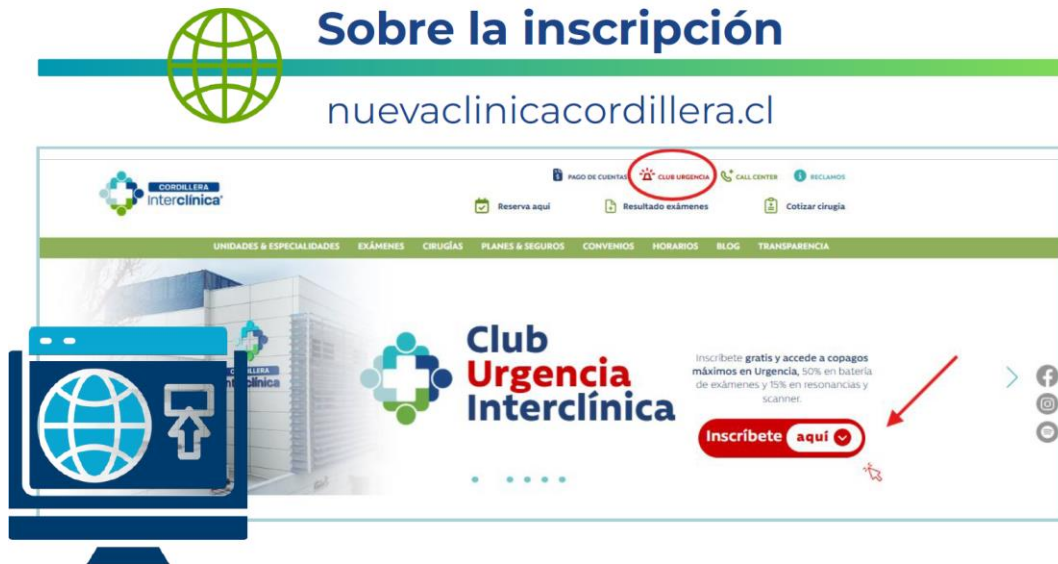 Sobre la inscripción
nuevaclinicacordillera.cl
CORDILLERA
Interclínica
PAGO DE CUENTAS
CLUB URGENCIA
CALL CENTER
RECLAMOS
Reserva aquí
Resultado exámenes
Cotizar cirugía
UNIDADES & ESPECIALIDADES EXÁMENES CIRUGÍAS PLANES & SEGUROS CONVENIOS HORARIOS BLOG TRANSPARENCIA
Club
Urgencia
Interclínica
Inscríbete gratis y accede a copagos
máximos en Urgencia, 50% en batería
de exámenes y 15% en resonancias y
scanner.
Inscríbete aquí